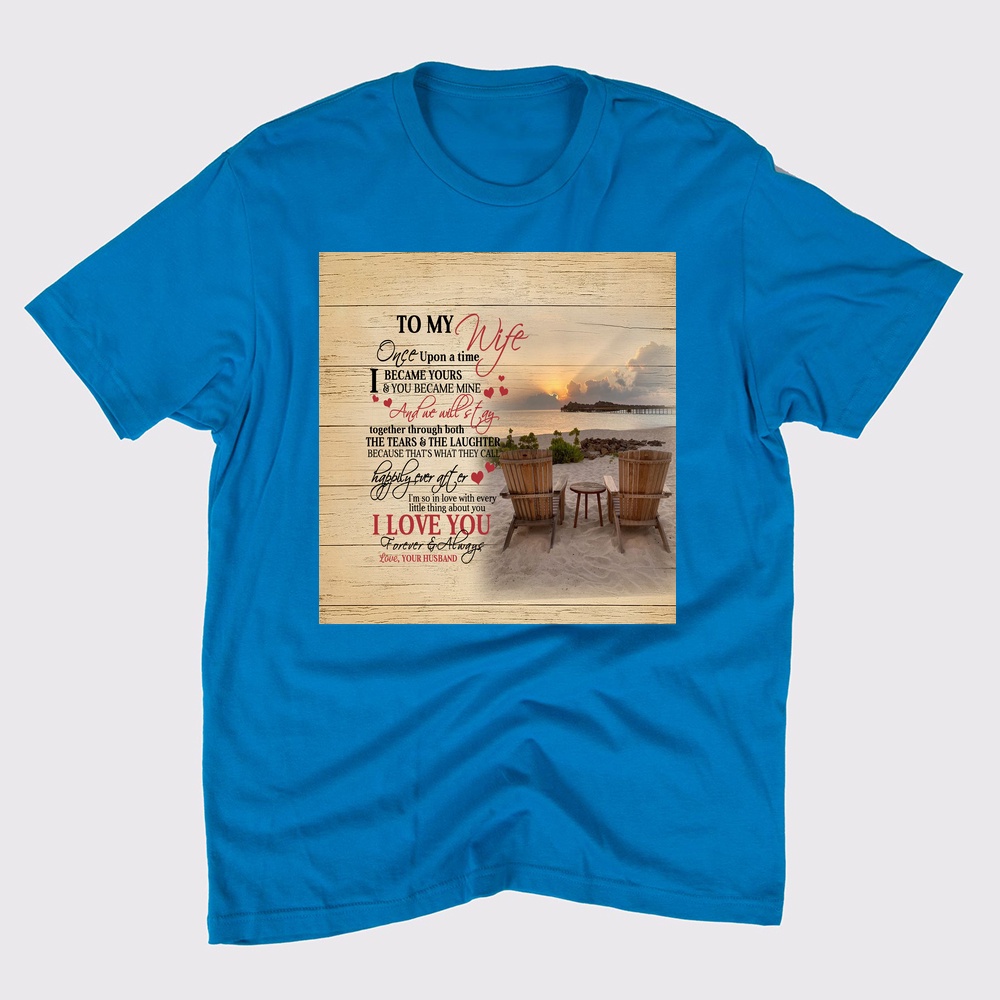 TO MY Wife
Once Upon a time
I BECAME YOURS
& YOU BECAME MINE
And we will stay
together through both
THE TEARS & THE LAUGHTER
BECAUSE THAT'S WHAT THEY CALL
happily ever after
I'm so in love with every
little thing about you
I LOVE YOU
Forever & Always
Love, YOUR HUSBAND